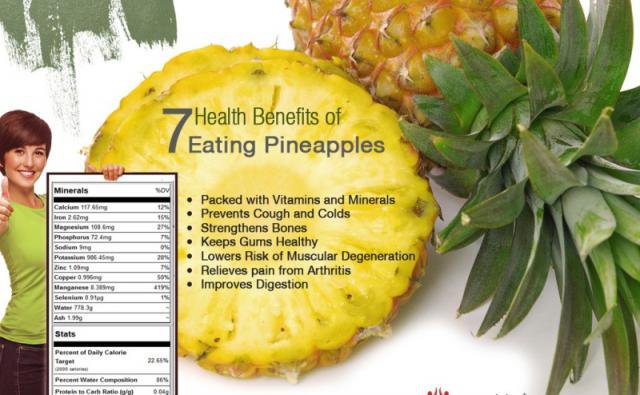 7 Health Benefits of
Eating Pineapples
• Packed with Vitamins and Minerals
• Prevents Cough and Colds
• Strengthens Bones
• Keeps Gums Healthy
• Lowers Risk of Muscular Degeneration
• Relieves pain from Arthritis
• Improves Digestion
Minerals %DV
Calcium 117.65mg 12%
Iron 2.62mg 15%
Magnesium 108.6mg 27%
Phosphorus 72.4mg 7%
Sodium 9mg 0%
Potassium 986.45mg 28%
Zinc 1.09mg 7%
Copper 0.996mg 50%
Manganese 8.389mg 419%
Selenium 0.91µg 1%
Water 778.3g ~
Ash 1.99g ~
Stats
Percent of Daily Calorie
Target 22.65%
(2000 calories)
Percent Water Composition 86%
Protein to Carb Ratio (g/g) 0.04g